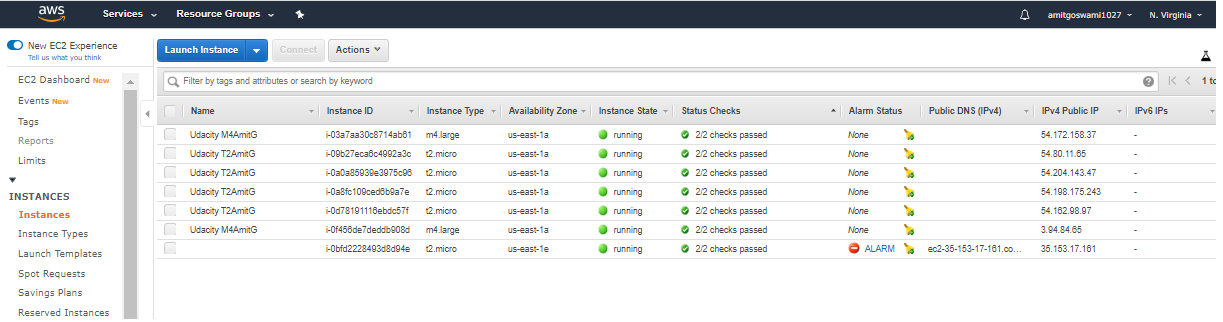 aws Services Resource Groups amitgoswami1027 N. Virginia
New EC2 Experience
Tell us what you think
EC2 Dashboard New
Events New
Tags
Reports
Limits
INSTANCES
Instances
Instance Types
Launch Templates
Spot Requests
Savings Plans
Reserved Instances
Launch Instance Connect Actions
Filter by tags and attributes or search by keyword 1 to
Name Instance ID Instance Type Availability Zone Instance State Status Checks Alarm Status Public DNS (IPv4) IPv4 Public IP IPv6 IPs
Udacity M4AmitG i-03a7aa30c8714ab61 m4.large us-east-1a running 2/2 checks passed None 54.172.158.37 -
Udacity T2AmitG i-09b27eca6c4992a3c t2.micro us-east-1a running 2/2 checks passed None 54.80.11.65 -
Udacity T2AmitG i-0a0a85939e3975c96 t2.micro us-east-1a running 2/2 checks passed None 54.204.143.47 -
Udacity T2AmitG i-0a8fc109ced6b9a7e t2.micro us-east-1a running 2/2 checks passed None 54.198.175.243 -
Udacity T2AmitG i-0d78191116ebdc57f t2.micro us-east-1a running 2/2 checks passed None 54.162.98.97 -
Udacity M4AmitG i-0f456de7deddb908d m4.large us-east-1a running 2/2 checks passed None 3.94.84.65 -
i-0bfd2228493d8d94e t2.micro us-east-1e running 2/2 checks passed ALARM ec2-35-153-17-161.co... 35.153.17.161 -